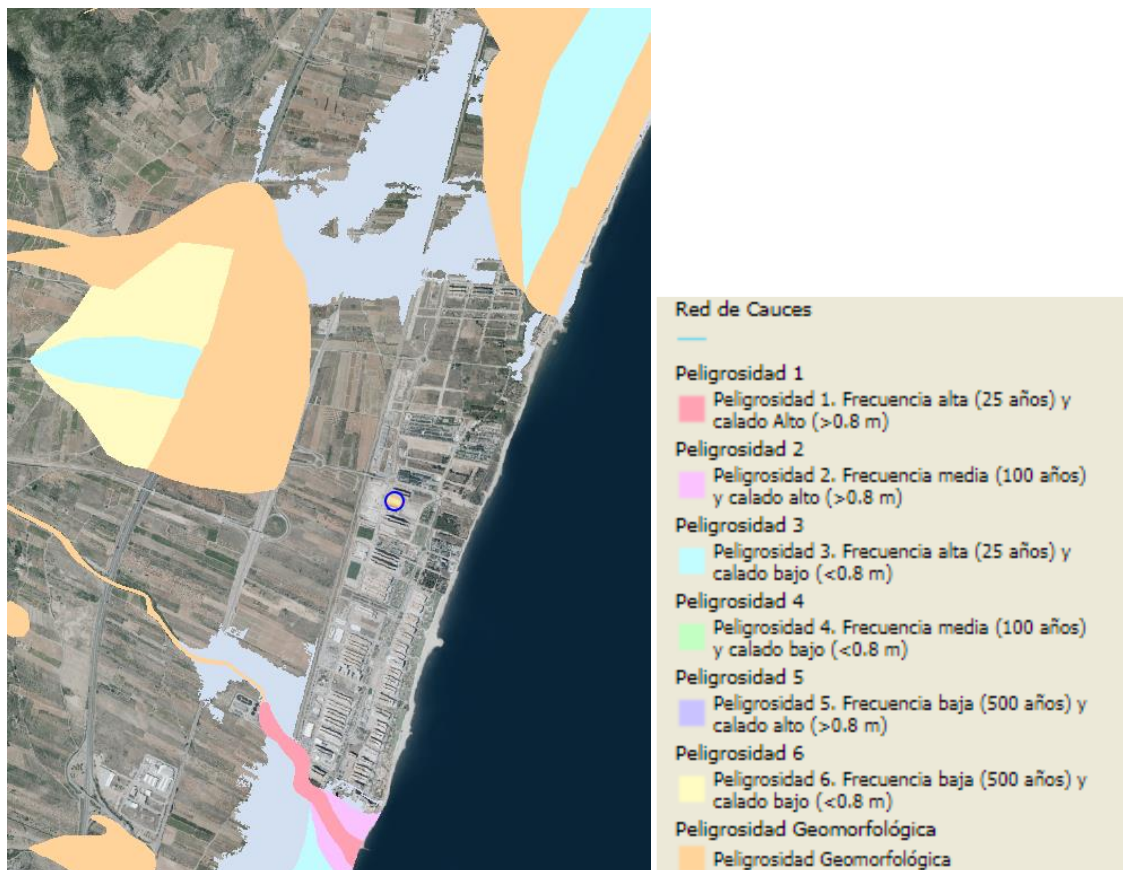 Red de Cauces
Peligrosidad 1
Peligrosidad 1. Frecuencia alta (25 años) y
calado Alto (>0.8 m)
Peligrosidad 2
Peligrosidad 2. Frecuencia media (100 años)
y calado alto (>0.8 m)
Peligrosidad 3
Peligrosidad 3. Frecuencia alta (25 años) y
calado bajo (<0.8 m)
Peligrosidad 4
Peligrosidad 4. Frecuencia media (100 años)
y calado bajo (<0.8 m)
Peligrosidad 5
Peligrosidad 5. Frecuencia baja (500 años) y
calado alto (>0.8 m)
Peligrosidad 6
Peligrosidad 6. Frecuencia baja (500 años) y
calado bajo (<0.8 m)
Peligrosidad Geomorfológica
Peligrosidad Geomorfológica